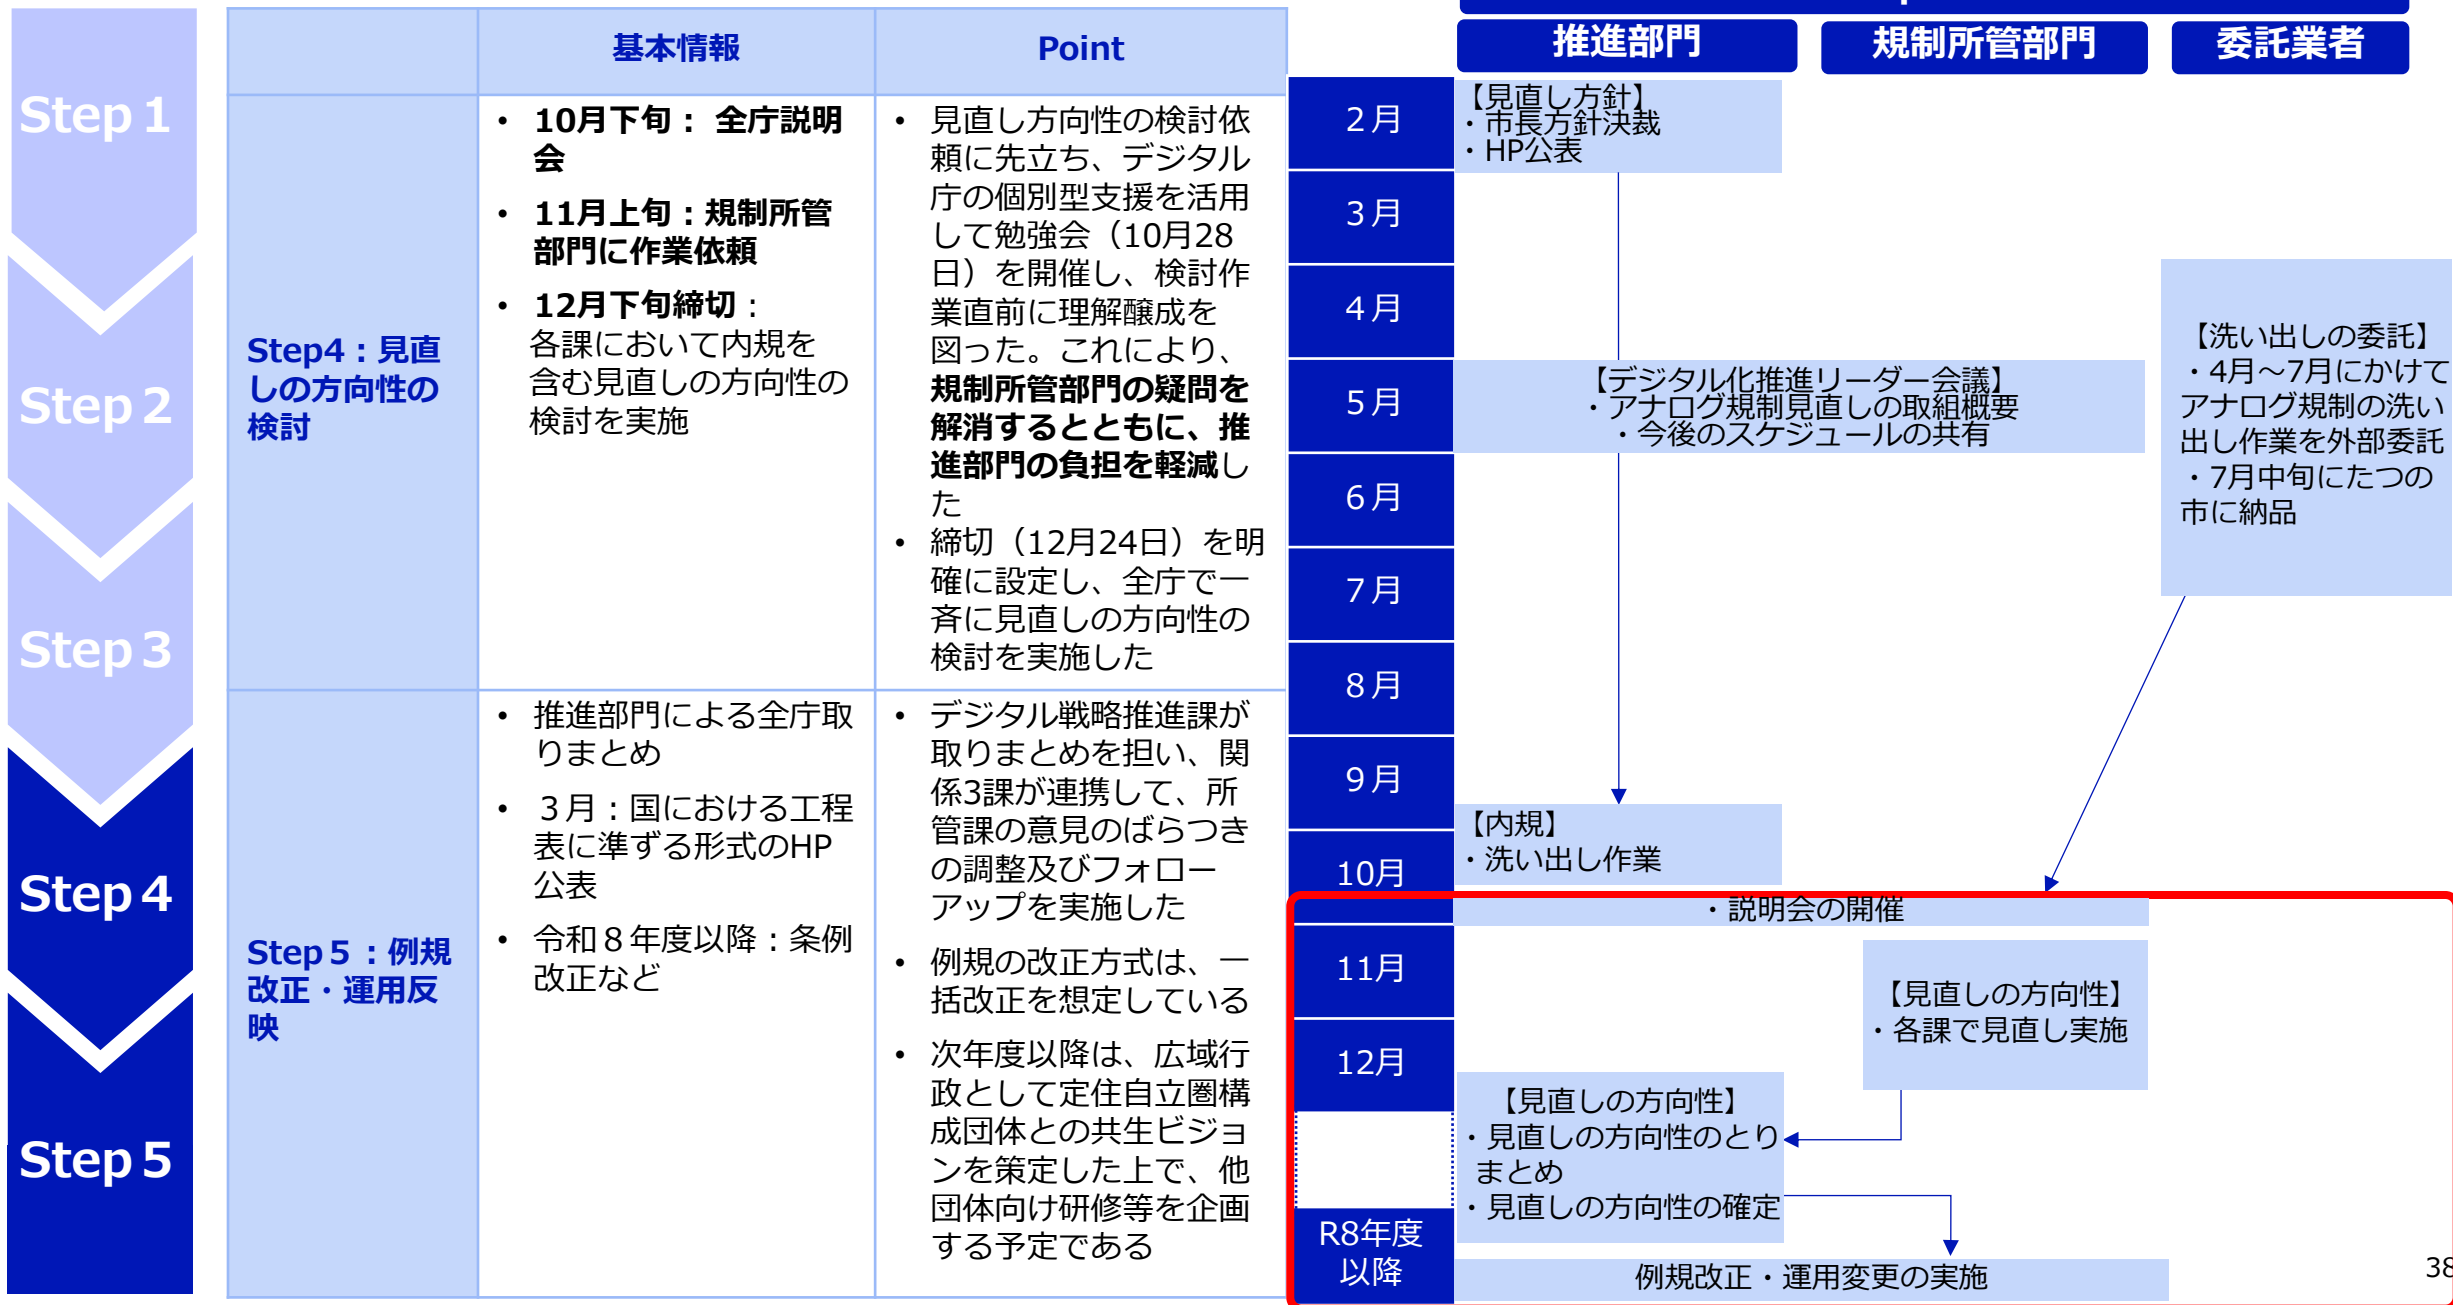 Step 1
Step 2
Step 3
Step 4
Step 5
基本情報
Point
Step4：見直
しの方向性の
検討
• 10月下旬： 全庁説明
会
• 11月上旬：規制所管
部門に作業依頼
• 12月下旬締切：
各課において内規を
含む見直しの方向性の
検討を実施
• 見直し方向性の検討依
頼に先立ち、デジタル
庁の個別型支援を活用
して勉強会（10月28
日）を開催し、検討作
業直前に理解醸成を
図った。これにより、
規制所管部門の疑問を
解消するとともに、推
進部門の負担を軽減し
た
• 締切（12月24日）を明
確に設定し、全庁で一
斉に見直しの方向性の
検討を実施した
Step５：例規
改正・運用反
映
• 推進部門による全庁取
りまとめ
• ３月：国における工程
表に準ずる形式のHP
公表
• 令和８年度以降：条例
改正など
• デジタル戦略推進課が
取りまとめを担い、関
係3課が連携して、所
管課の意見のばらつき
の調整及びフォロー
アップを実施した
• 例規の改正方式は、一
括改正を想定している
• 次年度以降は、広域行
政として定住自立圏構
成団体との共生ビジョ
ンを策定した上で、他
団体向け研修等を企画
する予定である
推進部門
規制所管部門
委託業者
２月
３月
４月
５月
６月
７月
８月
９月
10月
11月
12月
R8年度
以降
【見直し方針】
・市長方針決裁
・HP公表
【デジタル化推進リーダー会議】
・アナログ規制見直しの取組概要
・今後のスケジュールの共有
【洗い出しの委託】
・4月～7月にかけて
アナログ規制の洗い
出し作業を外部委託
・7月中旬にたつの
市に納品
【内規】
・洗い出し作業
・説明会の開催
【見直しの方向性】
・各課で見直し実施
【見直しの方向性】
・見直しの方向性のとり
まとめ
・見直しの方向性の確定
例規改正・運用変更の実施
38